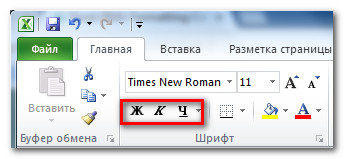 Файл Главная Вставка Разметка страницы
Вставить
Times New Roman 11 А А
Ж К Ч А
Буфер обмена Шрифт